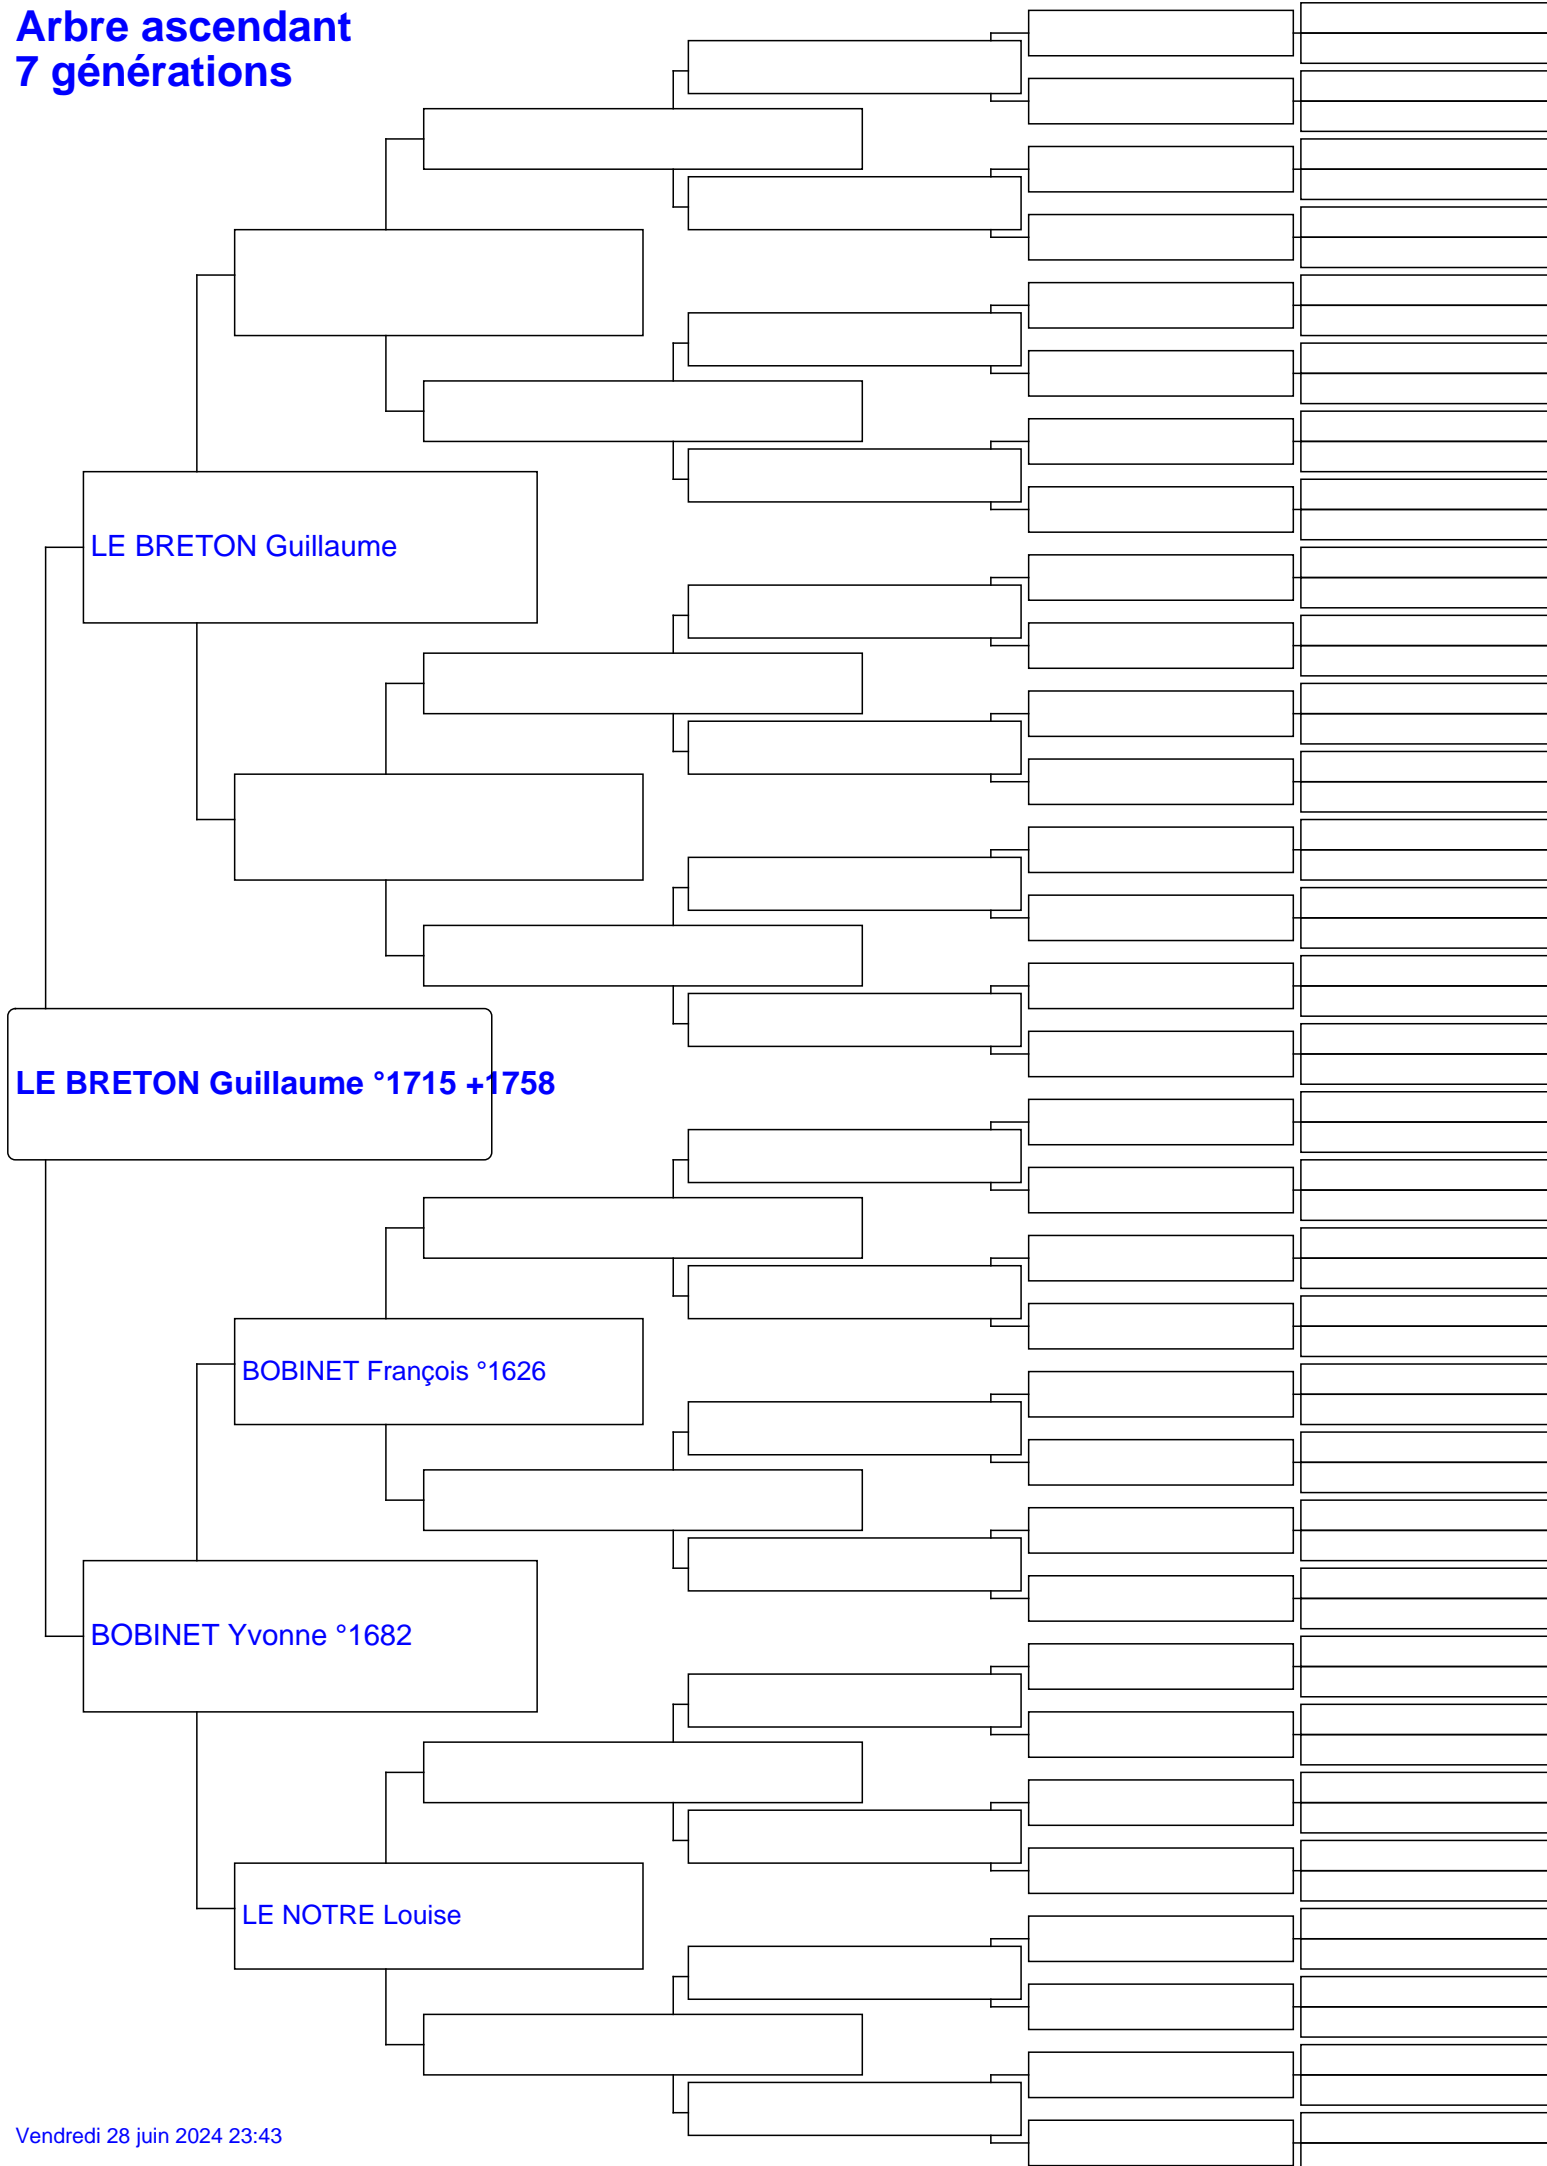 Arbre ascendant
7 générations
LE BRETON Guillaume
LE BRETON Guillaume °1715 +1758
BOBINET François °1626
BOBINET Yvonne °1682
LE NOTRE Louise
Vendredi 28 juin 2024 23:43